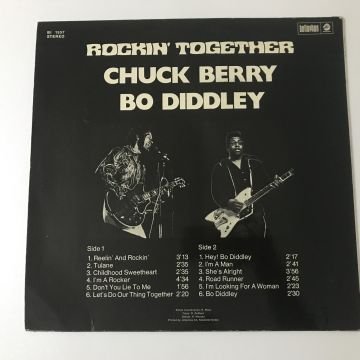 BI 1557
STEREO
bellaphon
ROCKIN' TOGETHER
CHUCK BERRY
BO DIDDLEY
Side 1
1. Reelin' And Rockin' 3'13
2. Tulane 2'35
3. Childhood Sweetheart 2'35
4. I'm A Rocker 4'34
5. Don't You Lie To Me 1'56
6. Let's Do Our Thing Together 2'20
Side 2
1. Hey! Bo Diddley 2'17
2. I'm A Man 2'41
3. She's Alright 3'56
4. Road Runner 2'45
5. I'm Looking For A Woman 2'23
6. Bo Diddley 2'30